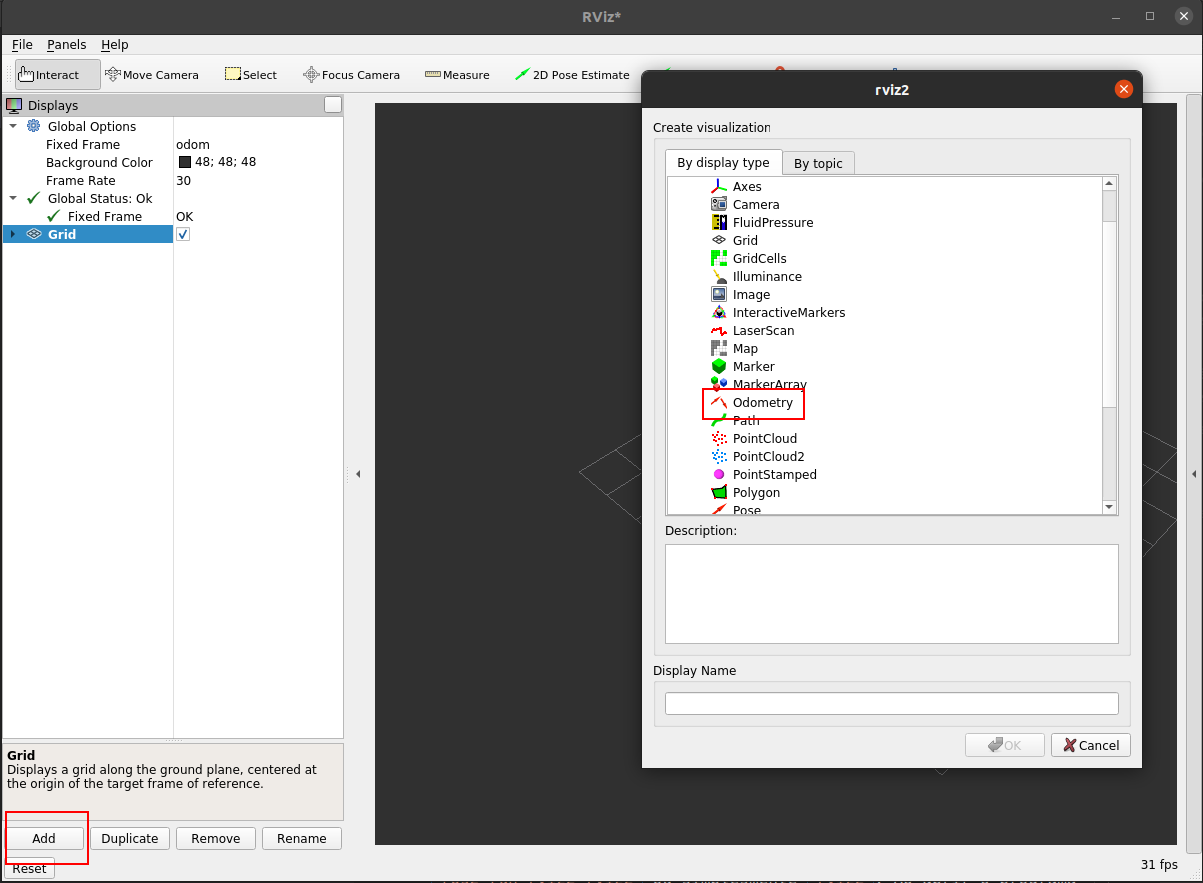 RViz*
File Panels Help
Interact Move Camera Select Focus Camera Measure 2D Pose Estimate
Displays
Global Options
Fixed Frame odom
Background Color 48; 48; 48
Frame Rate 30
Global Status: Ok
Fixed Frame OK
Grid
Grid
Displays a grid along the ground plane, centered at
the origin of the target frame of reference.
Add Duplicate Remove Rename
Reset
31 fps
rviz2
Create visualization
By display type By topic
Axes
Camera
FluidPressure
Grid
GridCells
Illuminance
Image
InteractiveMarkers
LaserScan
Map
Marker
MarkerArray
Odometry
Path
PointCloud
PointCloud2
PointStamped
Polygon
Pose
Description:
Display Name
OK Cancel